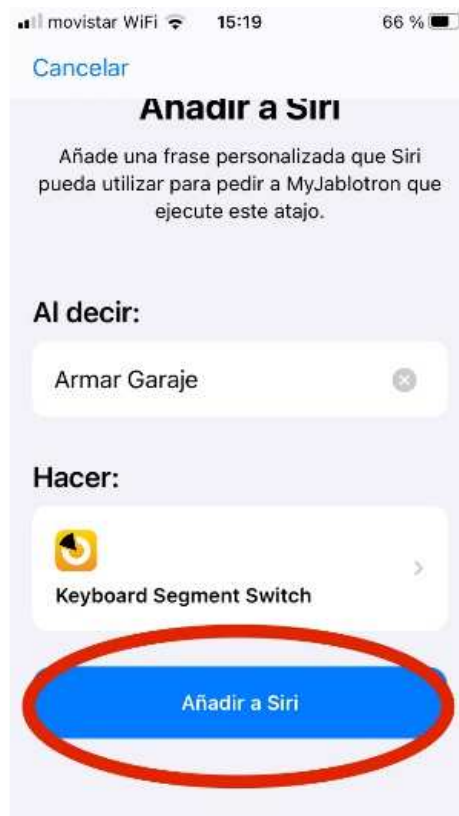 movistar WiFi 15:19 66 %
Cancelar
Añadir a Siri
Añade una frase personalizada que Siri
pueda utilizar para pedir a MyJablotron que
ejecute este atajo.
Al decir:
Armar Garaje
Hacer:
Keyboard Segment Switch
Añadir a Siri